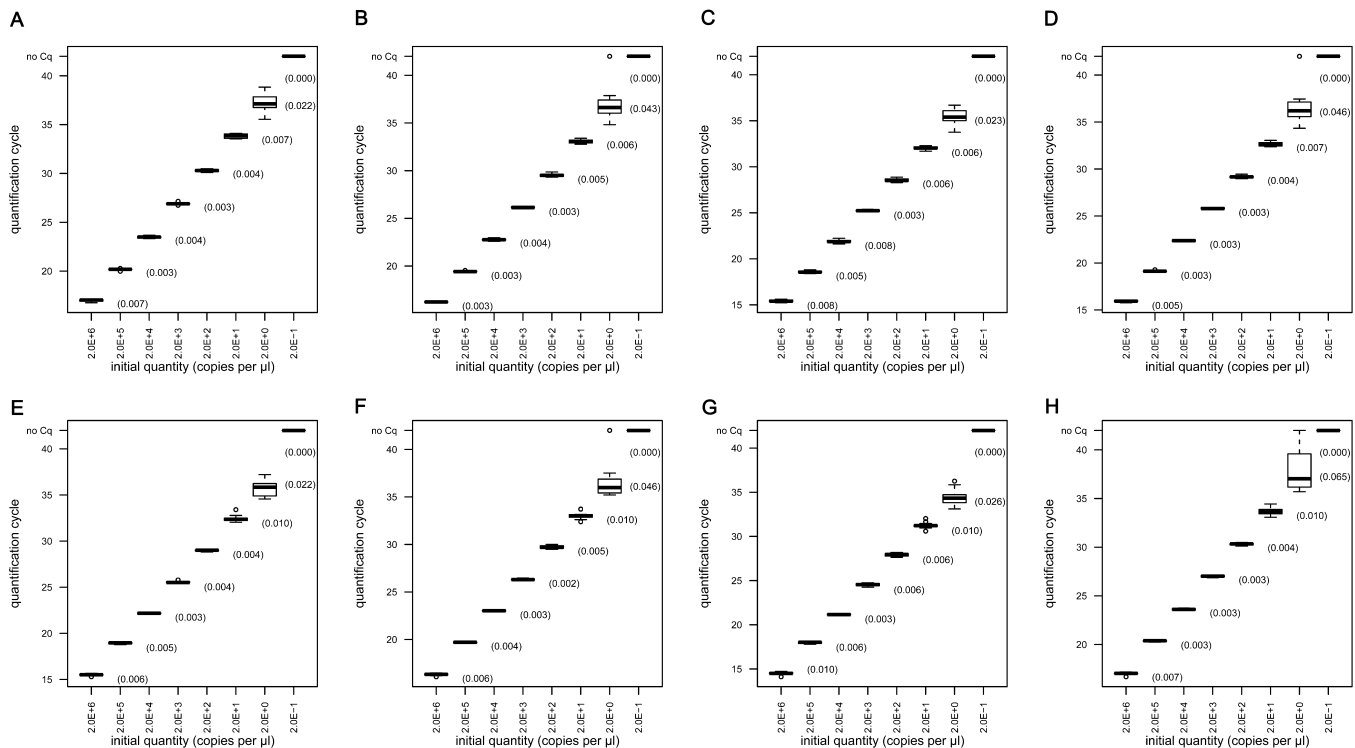 A
no Cq
40
35
30
25
20
quantification cycle
(0.000)
(0.022)
(0.007)
(0.004)
(0.003)
(0.004)
(0.003)
(0.007)
2.0E+6
2.0E+5
2.0E+4
2.0E+3
2.0E+2
2.0E+1
2.0E+0
2.0E−1
initial quantity (copies per µl)
B
no Cq
40
35
30
25
20
quantification cycle
(0.000)
(0.043)
(0.006)
(0.005)
(0.003)
(0.004)
(0.003)
(0.003)
2.0E+6
2.0E+5
2.0E+4
2.0E+3
2.0E+2
2.0E+1
2.0E+0
2.0E−1
initial quantity (copies per µl)
C
no Cq
40
35
30
25
20
15
quantification cycle
(0.000)
(0.023)
(0.006)
(0.006)
(0.003)
(0.008)
(0.005)
(0.008)
2.0E+6
2.0E+5
2.0E+4
2.0E+3
2.0E+2
2.0E+1
2.0E+0
2.0E−1
initial quantity (copies per µl)
D
no Cq
40
35
30
25
20
15
quantification cycle
(0.000)
(0.046)
(0.007)
(0.004)
(0.003)
(0.003)
(0.003)
(0.005)
2.0E+6
2.0E+5
2.0E+4
2.0E+3
2.0E+2
2.0E+1
2.0E+0
2.0E−1
initial quantity (copies per µl)
E
no Cq
40
35
30
25
20
15
quantification cycle
(0.000)
(0.022)
(0.010)
(0.004)
(0.004)
(0.003)
(0.005)
(0.006)
2.0E+6
2.0E+5
2.0E+4
2.0E+3
2.0E+2
2.0E+1
2.0E+0
2.0E−1
initial quantity (copies per µl)
F
no Cq
40
35
30
25
20
quantification cycle
(0.000)
(0.046)
(0.010)
(0.005)
(0.002)
(0.003)
(0.004)
(0.006)
2.0E+6
2.0E+5
2.0E+4
2.0E+3
2.0E+2
2.0E+1
2.0E+0
2.0E−1
initial quantity (copies per µl)
G
no Cq
40
35
30
25
20
15
quantification cycle
(0.000)
(0.026)
(0.010)
(0.006)
(0.006)
(0.003)
(0.006)
(0.010)
2.0E+6
2.0E+5
2.0E+4
2.0E+3
2.0E+2
2.0E+1
2.0E+0
2.0E−1
initial quantity (copies per µl)
H
no Cq
40
35
30
25
20
quantification cycle
(0.000)
(0.065)
(0.010)
(0.004)
(0.003)
(0.003)
(0.003)
(0.007)
2.0E+6
2.0E+5
2.0E+4
2.0E+3
2.0E+2
2.0E+1
2.0E+0
2.0E−1
initial quantity (copies per µl)